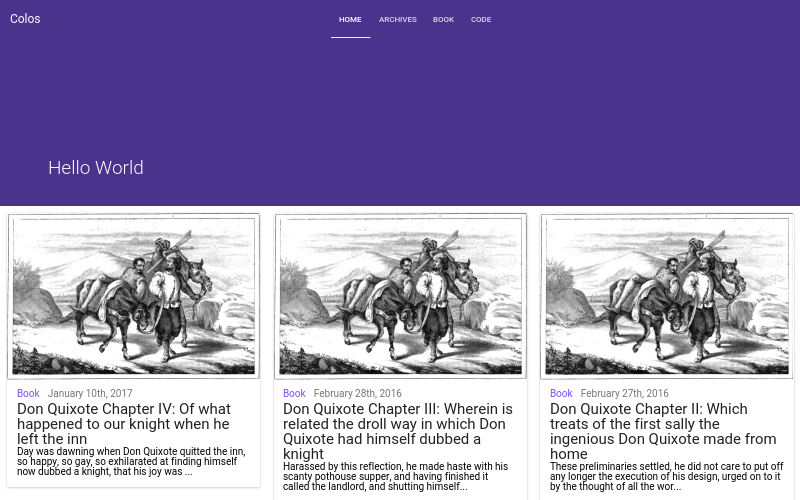 Colos
HOME ARCHIVES BOOK CODE
Hello World
Book January 10th, 2017
Don Quixote Chapter IV: Of what
happened to our knight when he
left the inn
Day was dawning when Don Quixote quitted the inn,
so happy, so gay, so exhilarated at finding himself
now dubbed a knight, that his joy was ...
Book February 28th, 2016
Don Quixote Chapter III: Wherein is
related the droll way in which Don
Quixote had himself dubbed a
knight
Harassed by this reflection, he made haste with his
scanty pothouse supper, and having finished it
called the landlord, and shutting himself...
Book February 27th, 2016
Don Quixote Chapter II: Which
treats of the first sally the
ingenious Don Quixote made from
home
These preliminaries settled, he did not care to put off
any longer the execution of his design, urged on to it
by the thought of all the wor...